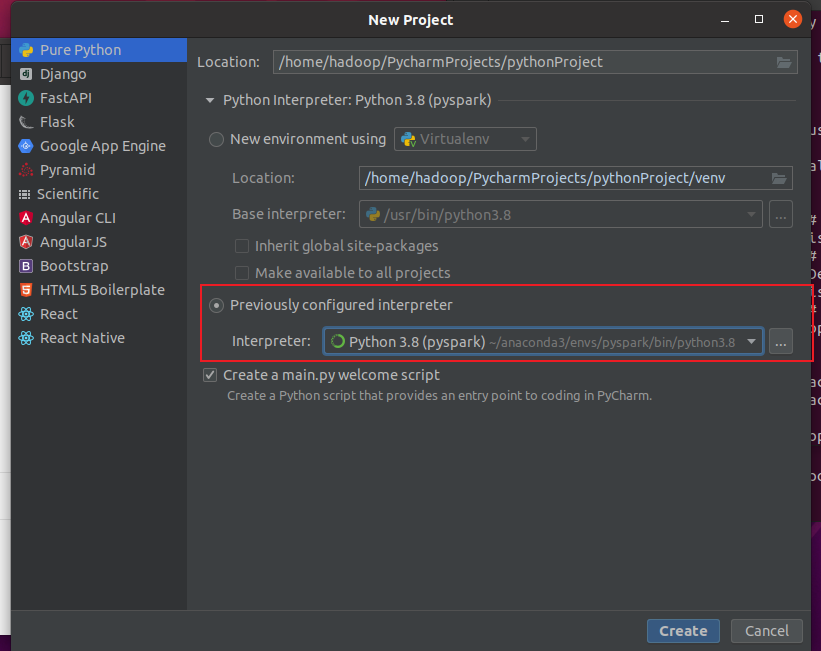 New Project
Pure Python
Django
FastAPI
Flask
Google App Engine
Pyramid
Scientific
Angular CLI
AngularJS
Bootstrap
HTML5 Boilerplate
React
React Native
Location: /home/hadoop/PycharmProjects/pythonProject
Python Interpreter: Python 3.8 (pyspark)
New environment using Virtualenv
Location: /home/hadoop/PycharmProjects/pythonProject/venv
Base interpreter: /usr/bin/python3.8 ...
Inherit global site-packages
Make available to all projects
Previously configured interpreter
Interpreter: Python 3.8 (pyspark) ~/anaconda3/envs/pyspark/bin/python3.8 ...
Create a main.py welcome script
Create a Python script that provides an entry point to coding in PyCharm.
Create Cancel